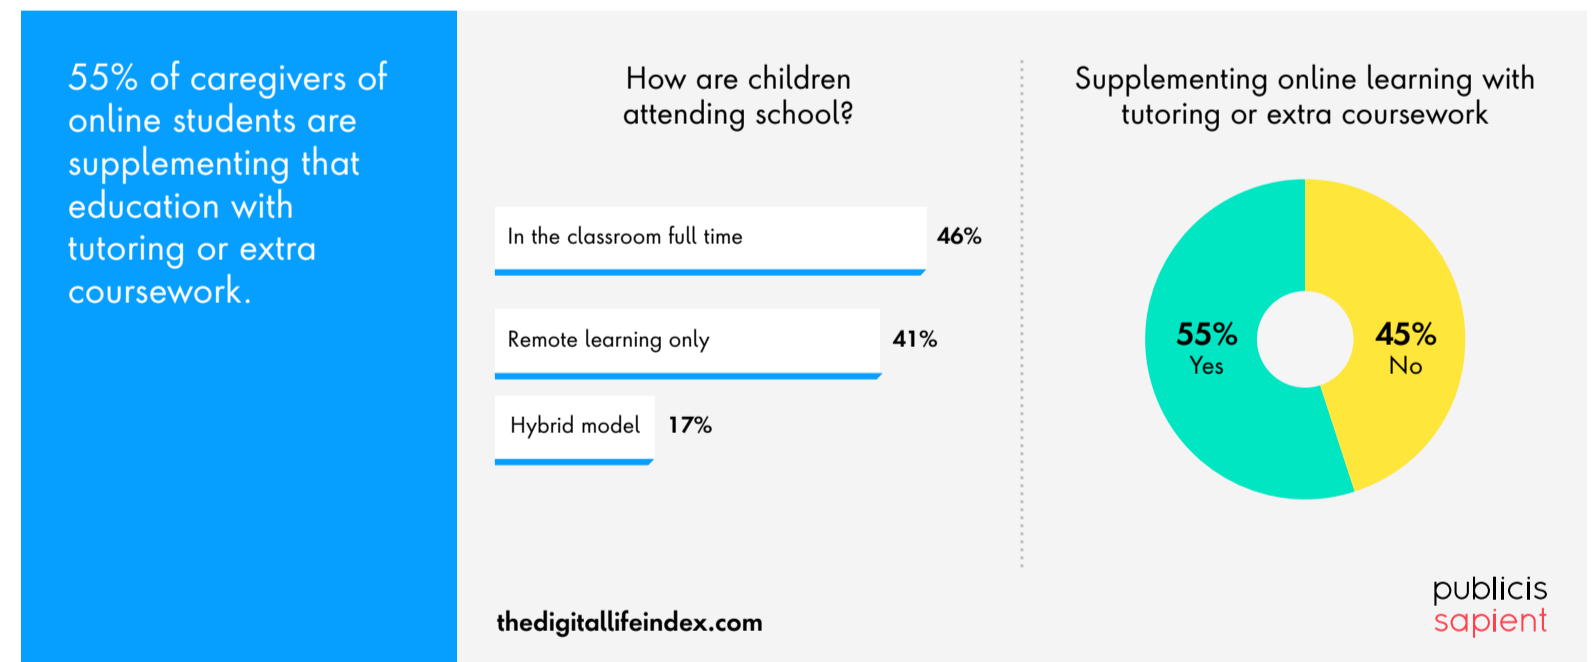 55% of caregivers of
online students are
supplementing that
education with
tutoring or extra
coursework.
How are children
attending school?
In the classroom full time 46%
Remote learning only 41%
Hybrid model 17%
thedigitallifeindex.com
Supplementing online learning with
tutoring or extra coursework
55% 45%
Yes No
publicis
sapient